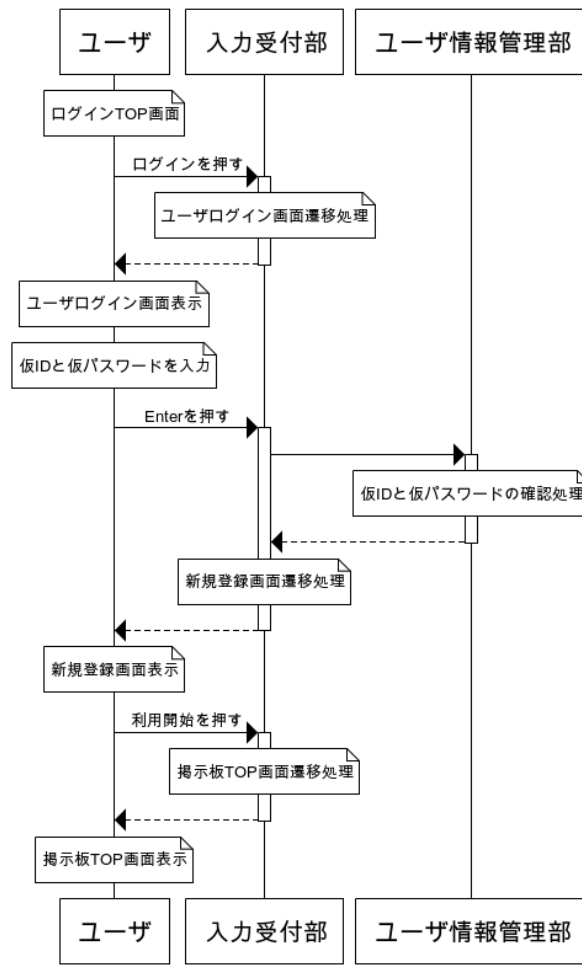 ユーザ
入力受付部
ユーザ情報管理部
ログインTOP画面
ログインを押す
ユーザログイン画面遷移処理
ユーザログイン画面表示
仮IDと仮パスワードを入力
Enterを押す
仮IDと仮パスワードの確認処理
新規登録画面遷移処理
新規登録画面表示
利用開始を押す
掲示板TOP画面遷移処理
掲示板TOP画面表示
ユーザ
入力受付部
ユーザ情報管理部